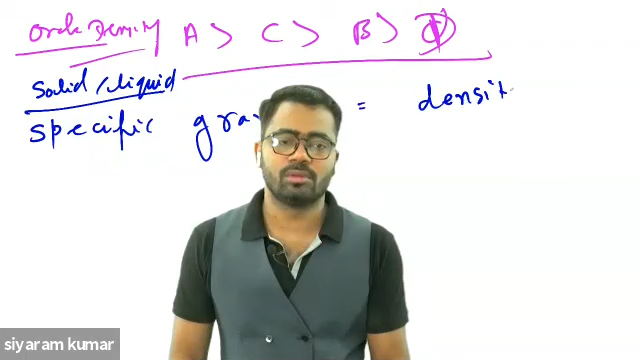 Order Density A > C > B > D
Solid/liquid
specific gra = densit
siyaram kumar